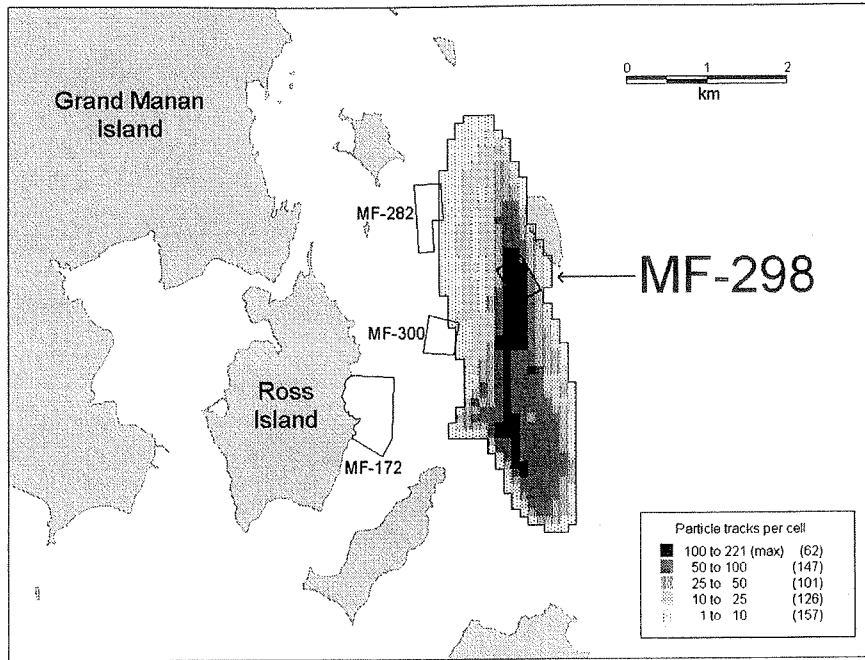 Grand Manan
Island
0 1 2
km
MF-282
MF-298
MF-300
Ross
Island
MF-172
Particle tracks per cell
100 to 221 (max) (62)
50 to 100 (147)
25 to 50 (101)
10 to 25 (126)
1 to 10 (157)